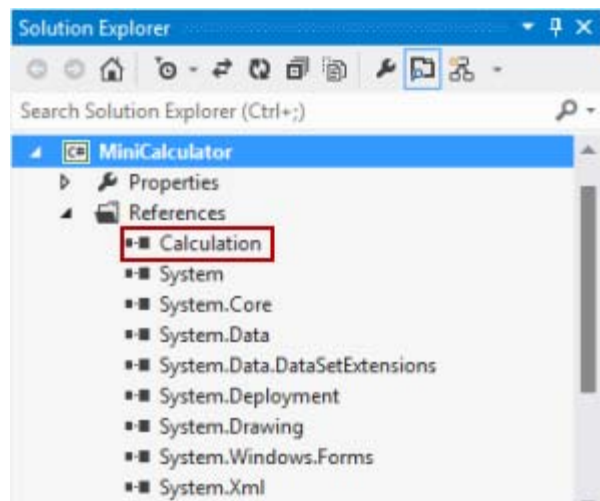 Solution Explorer
Search Solution Explorer (Ctrl+;)
C# MiniCalculator
Properties
References
Calculation
System
System.Core
System.Data
System.Data.DataSetExtensions
System.Deployment
System.Drawing
System.Windows.Forms
System.Xml